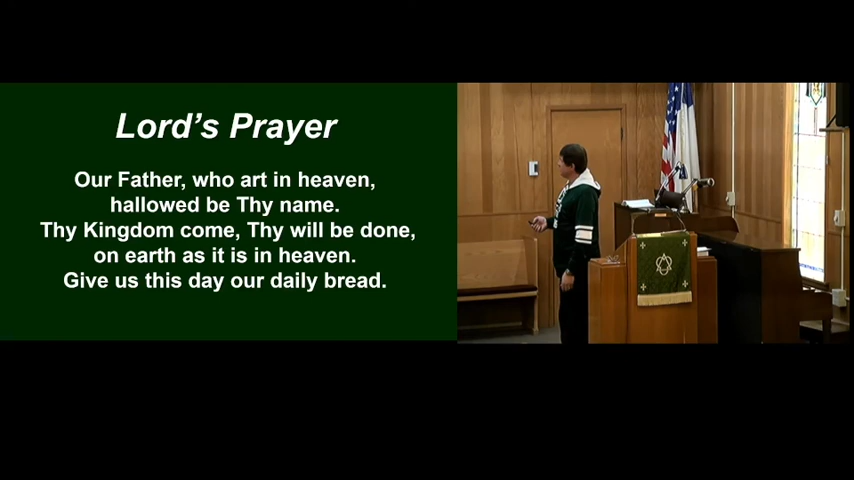 Lord's Prayer
Our Father, who art in heaven,
hallowed be Thy name.
Thy Kingdom come, Thy will be done,
on earth as it is in heaven.
Give us this day our daily bread.